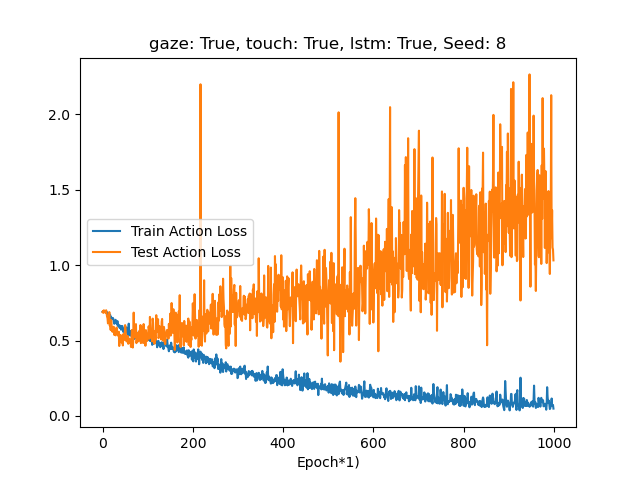 gaze: True, touch: True, lstm: True, Seed: 8
2.0
1.5
Train Action Loss
Test Action Loss
1.0
0.5
0.0
0 200 400 600 800 1000
Epoch*1)